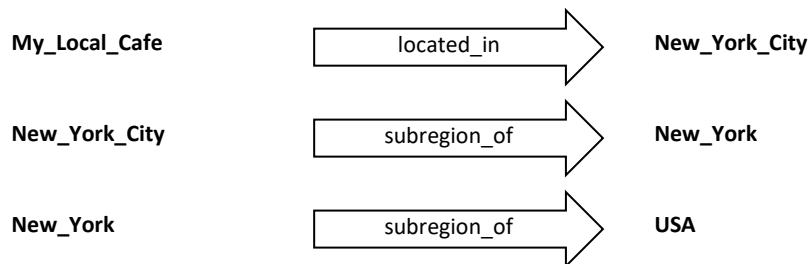 My_Local_Cafe located_in New_York_City
New_York_City subregion_of New_York
New_York subregion_of USA